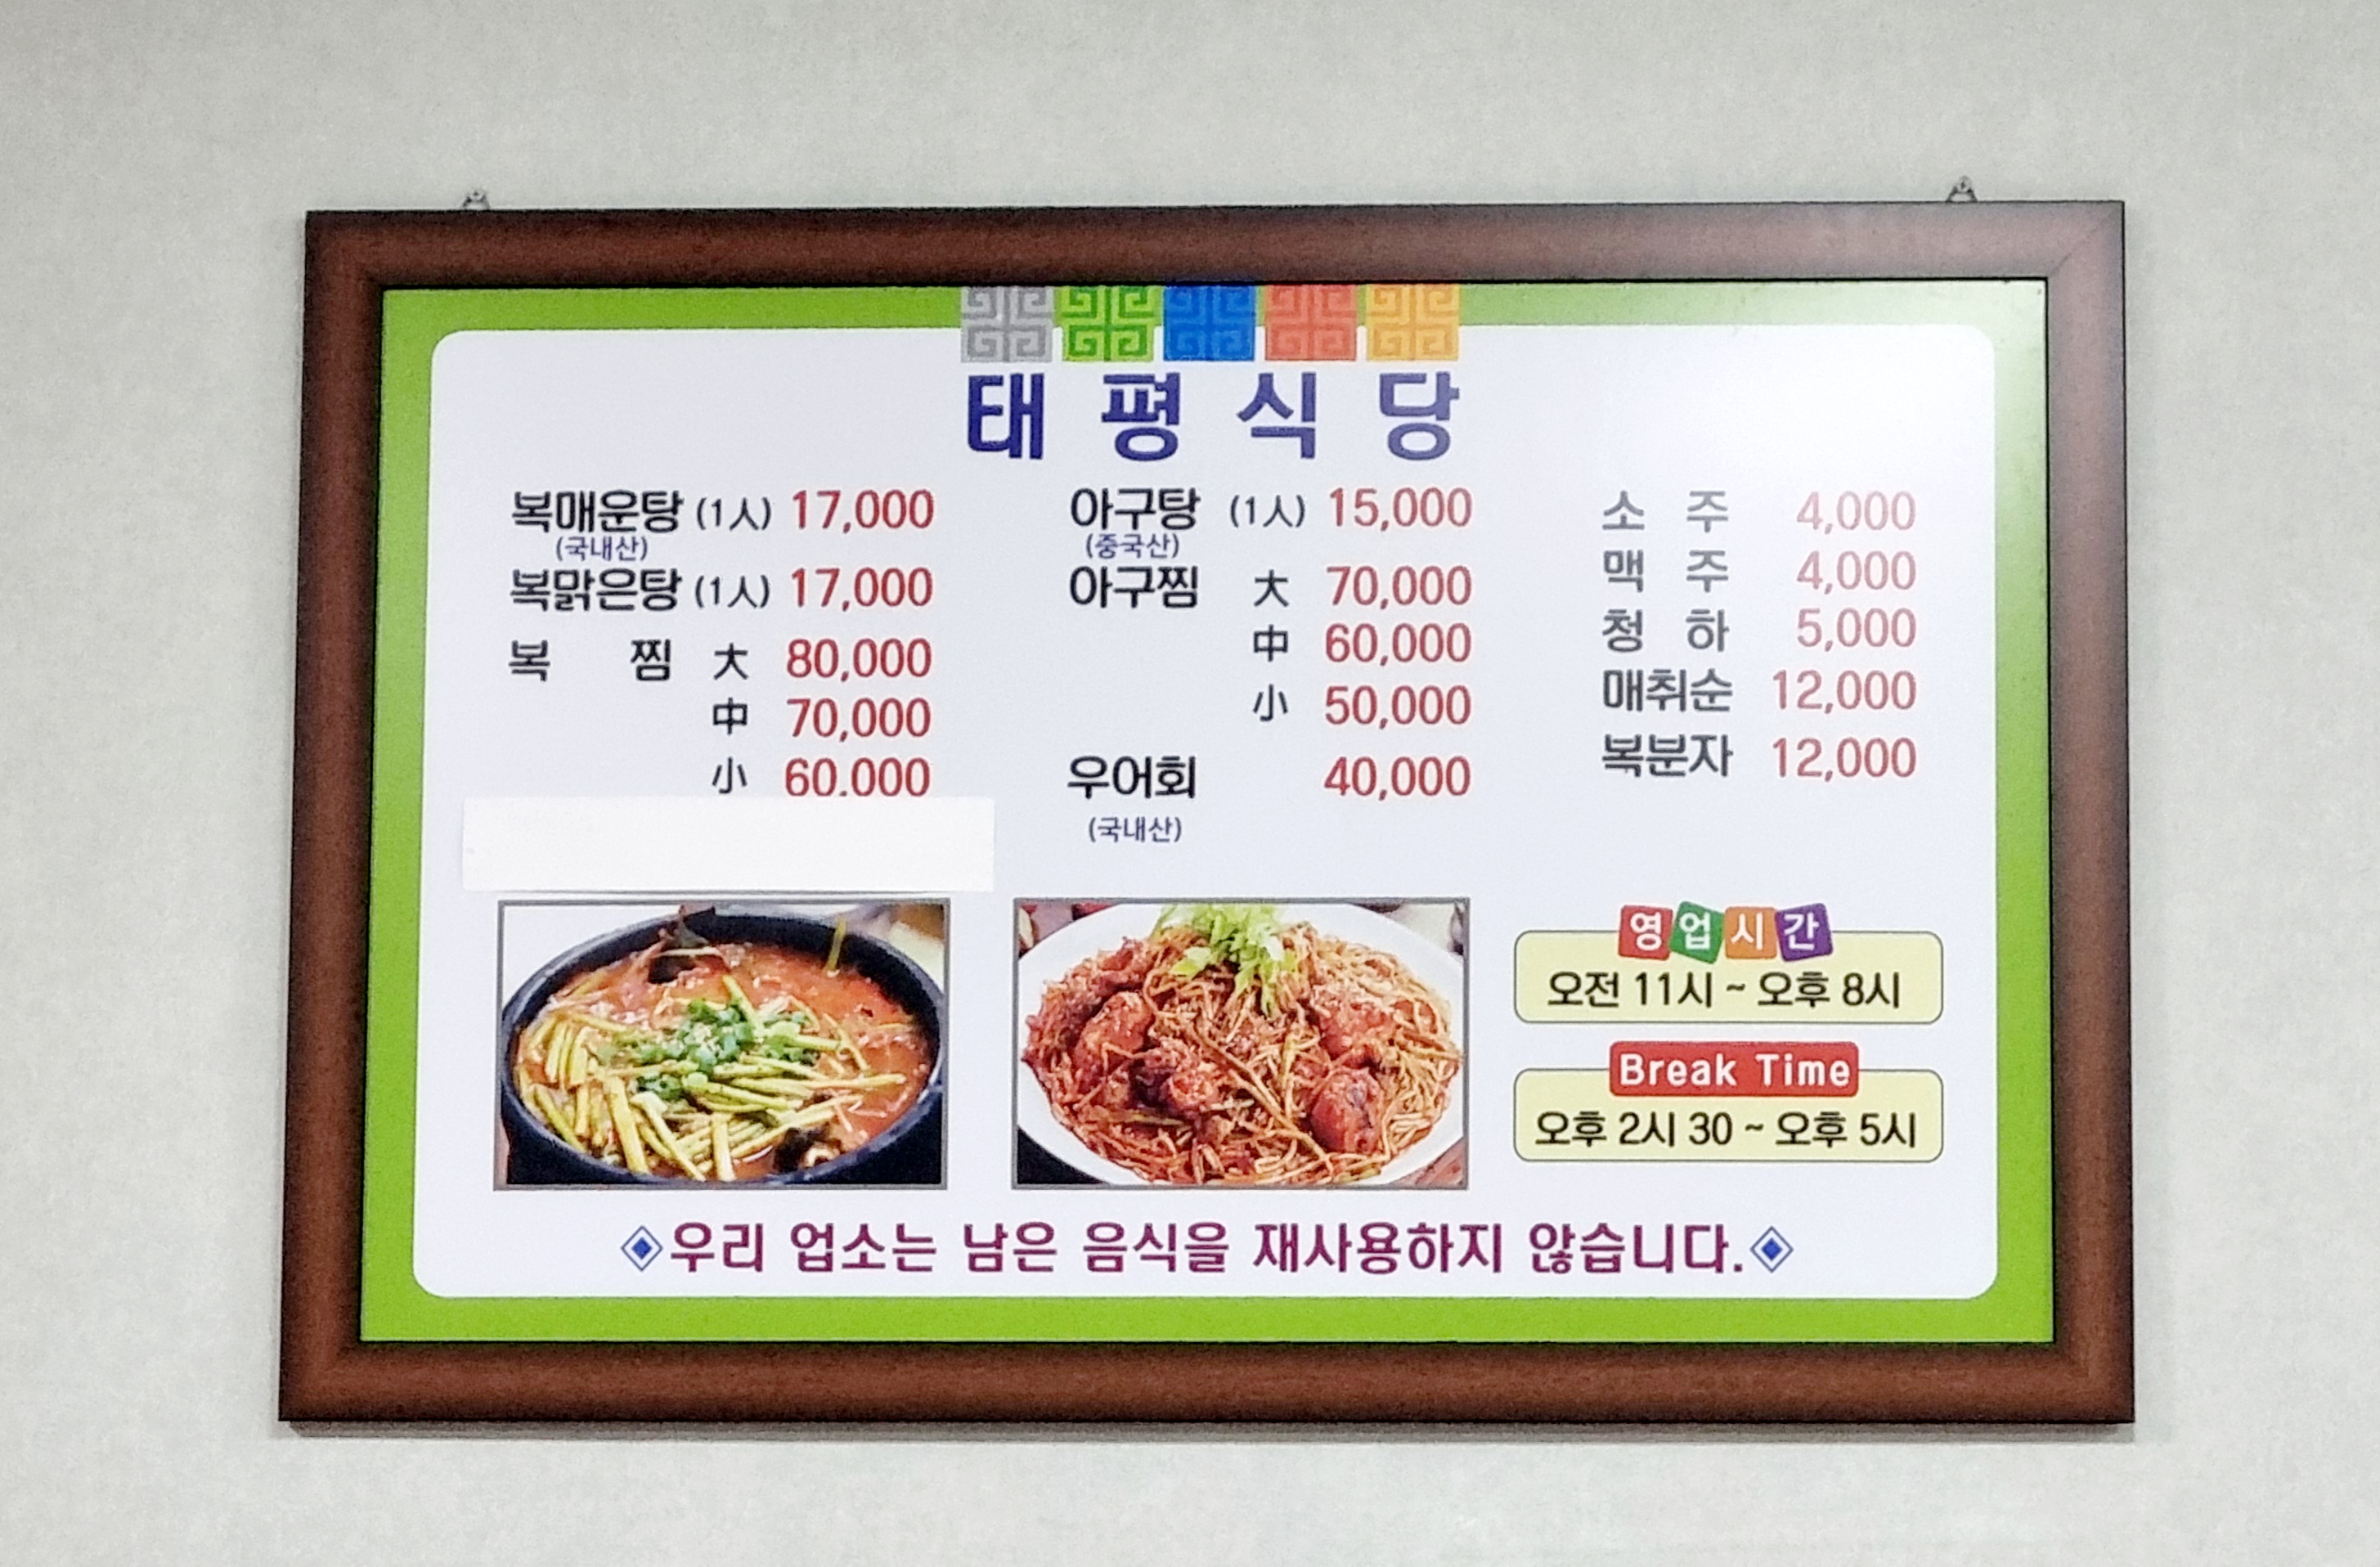 태평식당
복매운탕 (1人) 17,000
(국내산)
복맑은탕 (1人) 17,000
복찜 大 80,000
中 70,000
小 60,000
아구탕 (1人) 15,000
(중국산)
아구찜 大 70,000
中 60,000
小 50,000
우어회 40,000
(국내산)
소주 4,000
맥주 4,000
청하 5,000
매취순 12,000
복분자 12,000
영업시간
오전 11시 ~ 오후 8시
Break Time
오후 2시 30 ~ 오후 5시
우리 업소는 남은 음식을 재사용하지 않습니다.